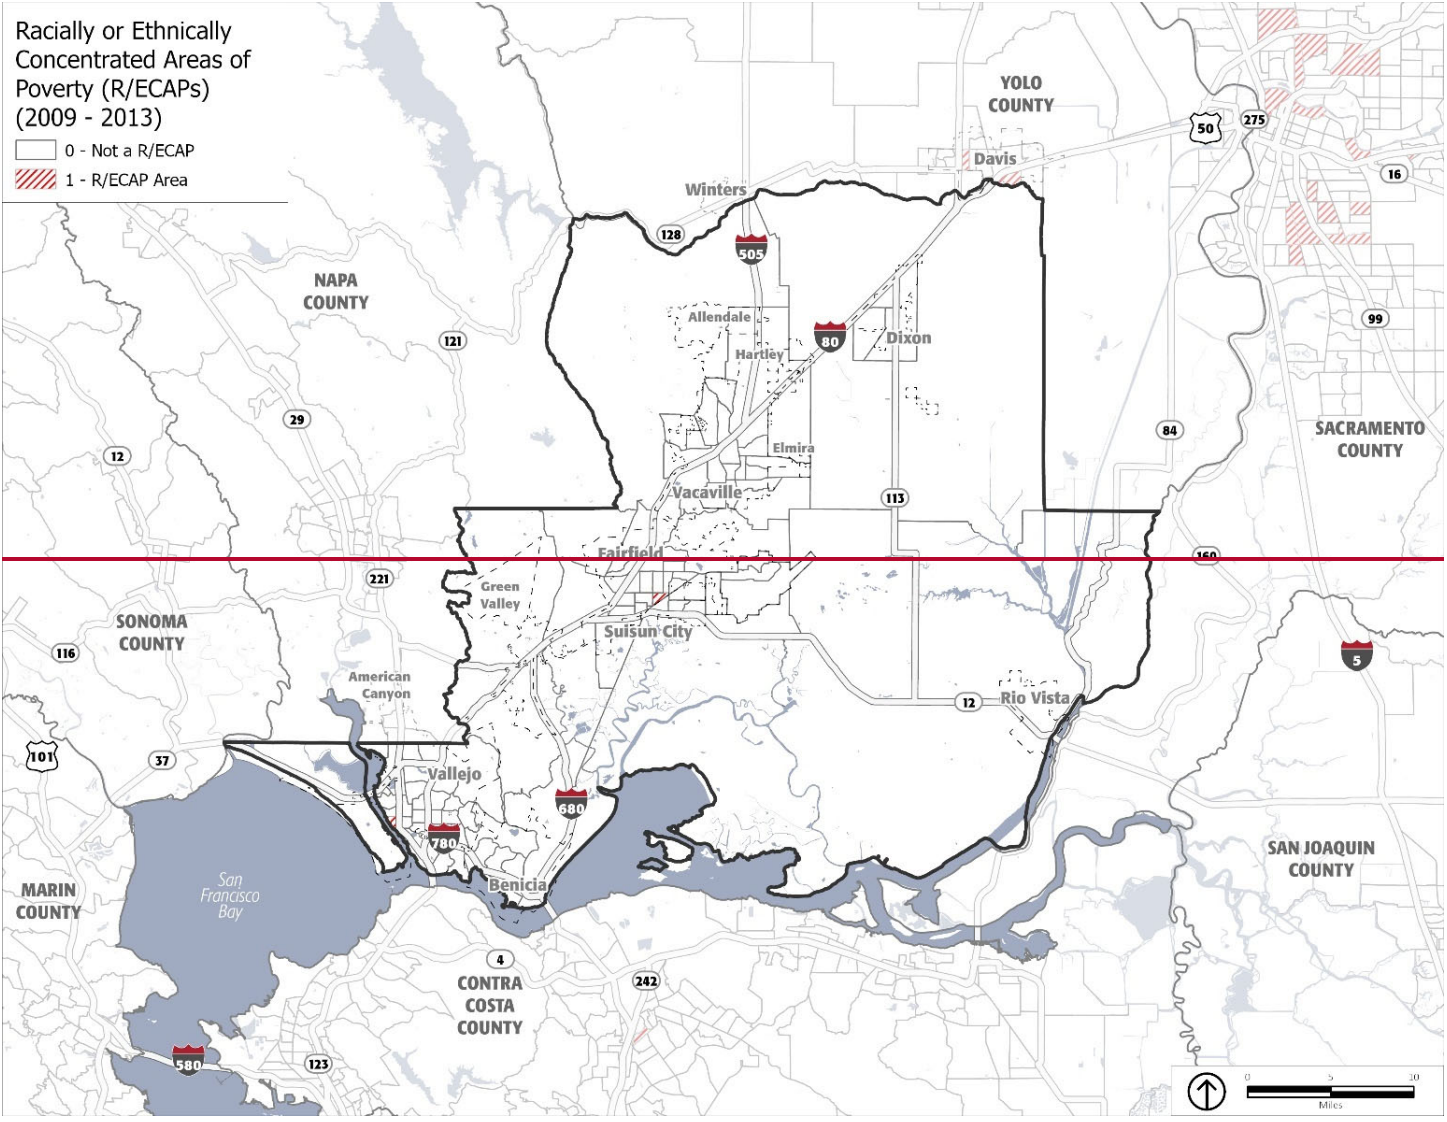 Racially or Ethnically
Concentrated Areas of
Poverty (R/ECAPs)
(2009 - 2013)
0 - Not a R/ECAP
1 - R/ECAP Area
YOLO
COUNTY
50
275
Davis
16
Winters
128
505
NAPA
COUNTY
Allendale
99
80
Dixon
121
Hartley
29
84
SACRAMENTO
COUNTY
12
Elmira
Vacaville
113
Fairfield
160
221
Green
Valley
SONOMA
COUNTY
Suisun City
116
5
American
Canyon
12
Rio Vista
101
37
Vallejo
680
780
SAN JOAQUIN
COUNTY
MARIN
COUNTY
San
Francisco
Bay
Benicia
4
CONTRA
COSTA
COUNTY
242
580
123
0 5 10
Miles